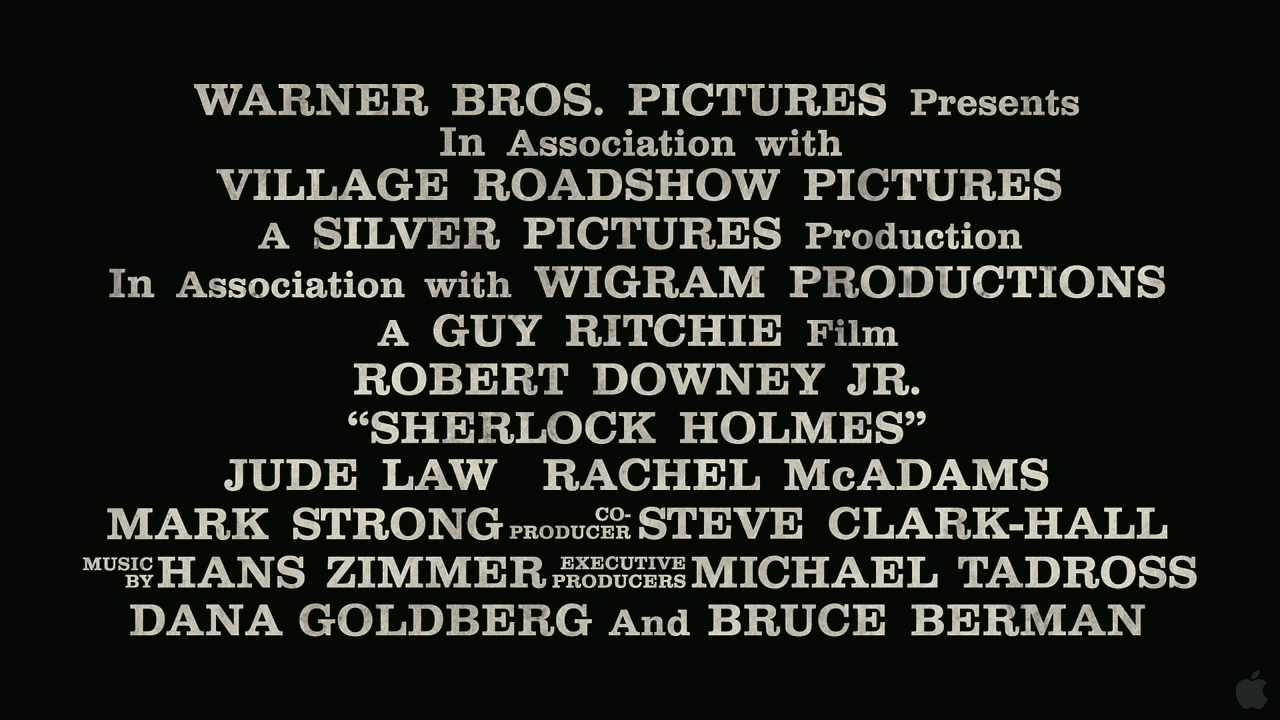 WARNER BROS. PICTURES Presents
In Association with
VILLAGE ROADSHOW PICTURES
A SILVER PICTURES Production
In Association with WIGRAM PRODUCTIONS
A GUY RITCHIE Film
ROBERT DOWNEY JR.
“SHERLOCK HOLMES”
JUDE LAW RACHEL McADAMS
MARK STRONG CO-PRODUCER STEVE CLARK-HALL
MUSIC BY HANS ZIMMER EXECUTIVE PRODUCERS MICHAEL TADROSS
DANA GOLDBERG And BRUCE BERMAN